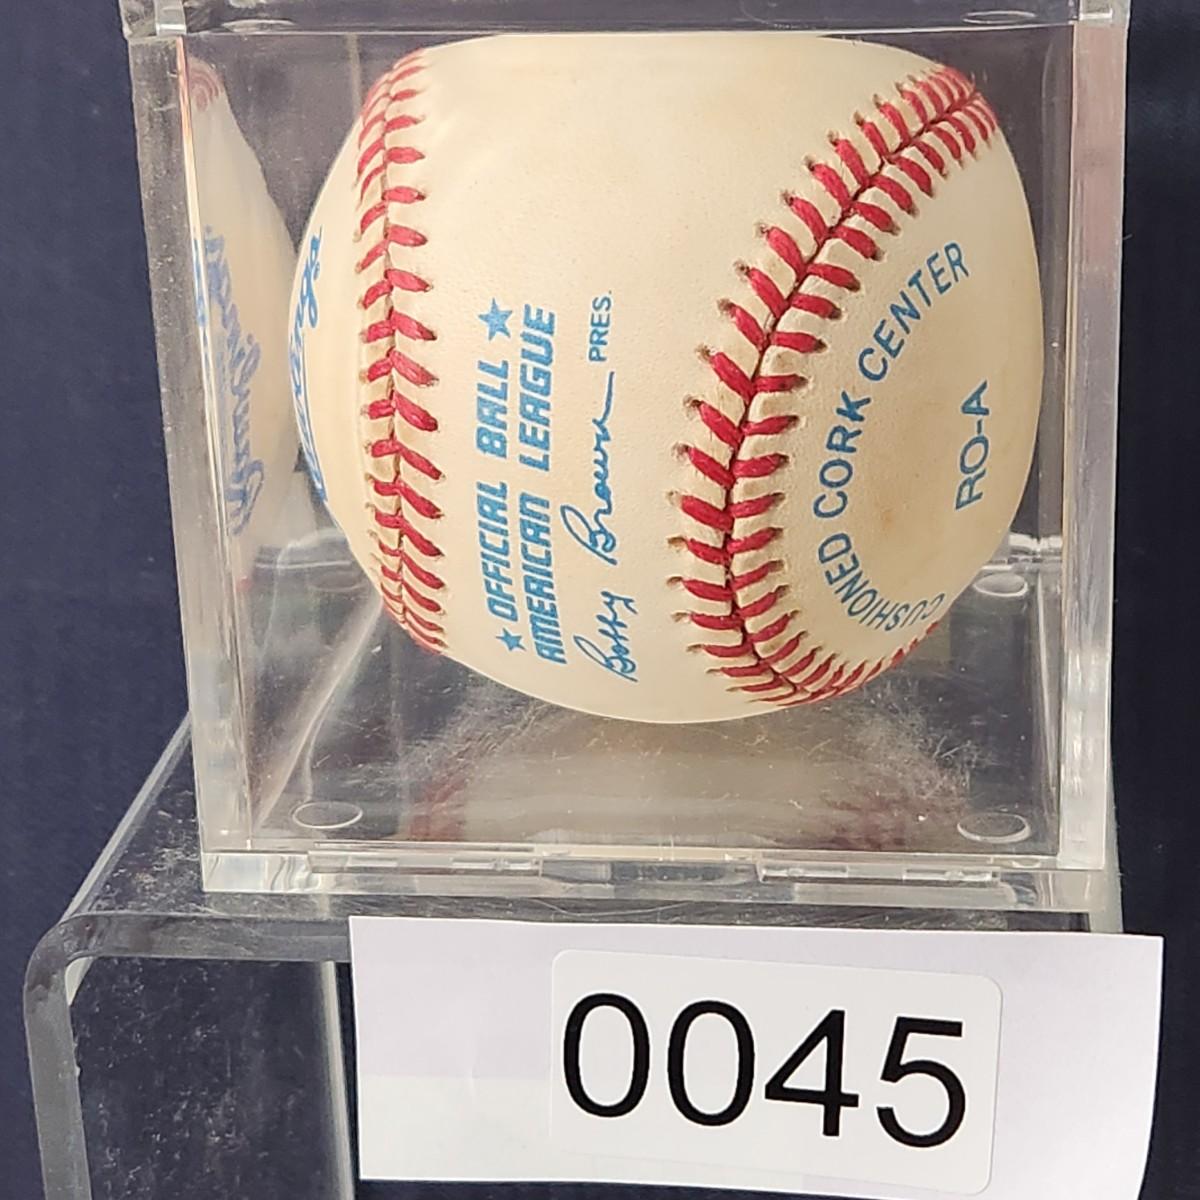 ★ OFFICIAL BALL ★
AMERICAN LEAGUE
Bobby Brown PRES.
CUSHIONED CORK CENTER
RO-A
0045